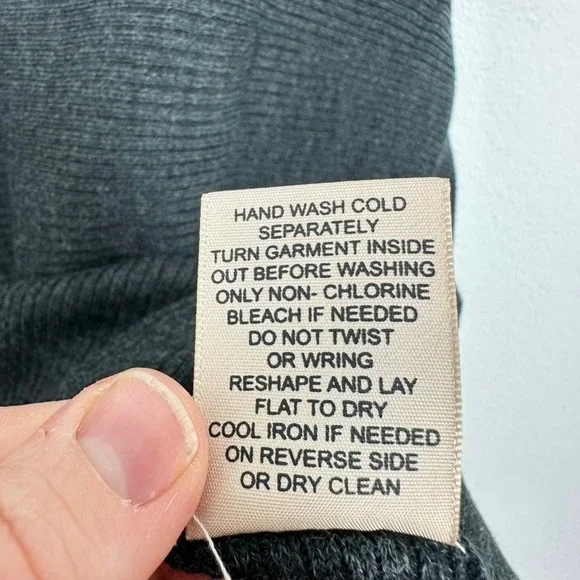 HAND WASH COLD
SEPARATELY
TURN GARMENT INSIDE
OUT BEFORE WASHING
ONLY NON- CHLORINE
BLEACH IF NEEDED
DO NOT TWIST
OR WRING
RESHAPE AND LAY
FLAT TO DRY
COOL IRON IF NEEDED
ON REVERSE SIDE
OR DRY CLEAN